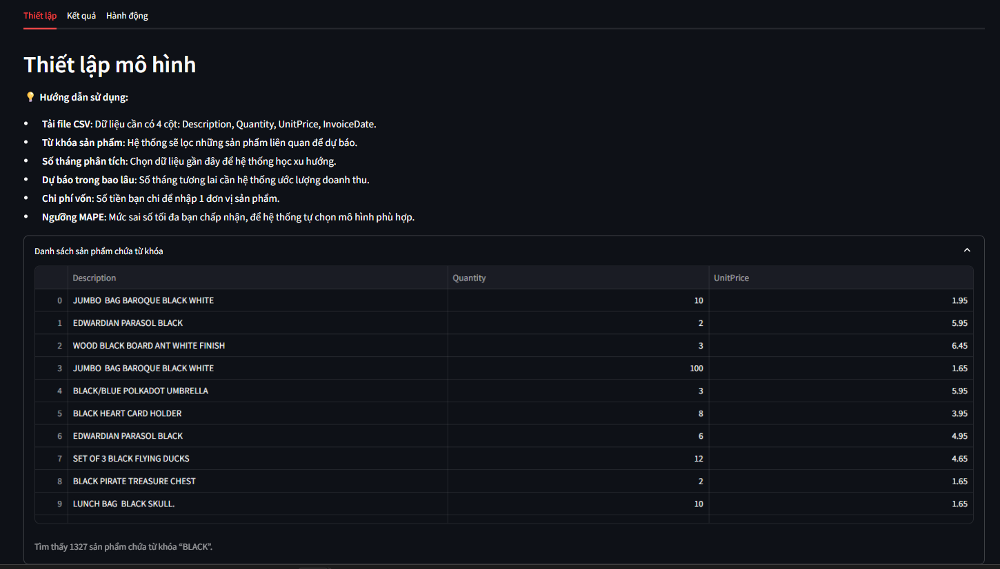 Thiết lập Kết quả Hành động
Thiết lập mô hình
💡 Hướng dẫn sử dụng:
• Tải file CSV: Dữ liệu cần có 4 cột: Description, Quantity, UnitPrice, InvoiceDate.
• Từ khóa sản phẩm: Hệ thống sẽ lọc những sản phẩm liên quan để dự báo.
• Số tháng phân tích: Chọn dữ liệu gần đây để hệ thống học xu hướng.
• Dự báo trong bao lâu: Số tháng tương lai cần hệ thống ước lượng doanh thu.
• Chi phí vốn: Số tiền bạn chi để nhập 1 đơn vị sản phẩm.
• Ngưỡng MAPE: Mức sai số tối đa bạn chấp nhận, để hệ thống tự chọn mô hình phù hợp.
Danh sách sản phẩm chứa từ khóa
Description Quantity UnitPrice
0 JUMBO  BAG BAROQUE BLACK WHITE 10 1.95
1 EDWARDIAN PARASOL BLACK 2 5.95
2 WOOD BLACK BOARD ANT WHITE FINISH 3 6.45
3 JUMBO  BAG BAROQUE BLACK WHITE 100 1.65
4 BLACK/BLUE POLKADOT UMBRELLA 3 5.95
5 BLACK HEART CARD HOLDER 8 3.95
6 EDWARDIAN PARASOL BLACK 6 4.95
7 SET OF 3 BLACK FLYING DUCKS 12 4.65
8 BLACK PIRATE TREASURE CHEST 2 1.65
9 LUNCH BAG  BLACK SKULL. 10 1.65
Tìm thấy 1327 sản phẩm chứa từ khóa “BLACK”.